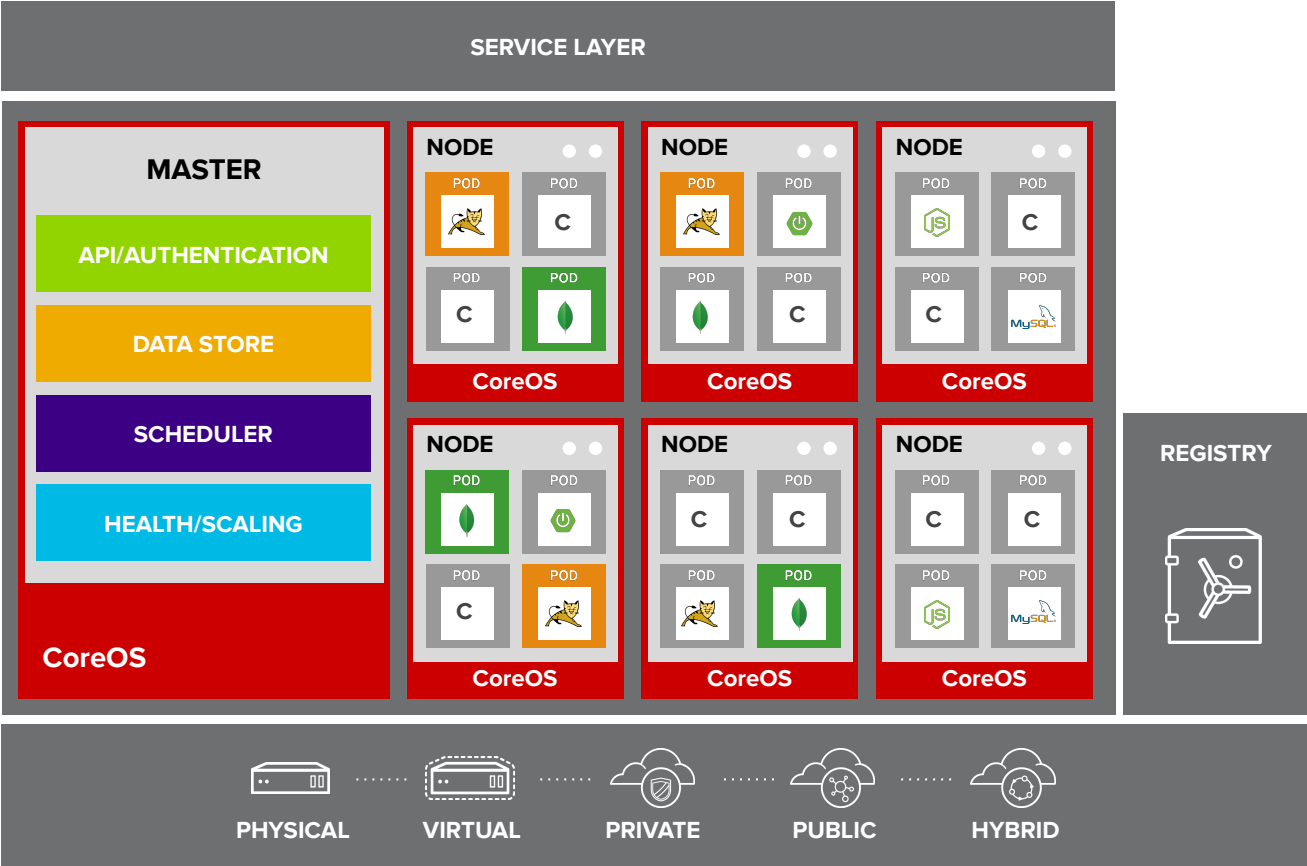 SERVICE LAYER
MASTER
API/AUTHENTICATION
DATA STORE
SCHEDULER
HEALTH/SCALING
CoreOS
NODE
POD
POD
C
POD
C
POD
CoreOS
NODE
POD
POD
POD
POD
C
CoreOS
NODE
POD
JS
POD
C
POD
C
POD
MySQL
CoreOS
NODE
POD
POD
POD
C
POD
CoreOS
NODE
POD
C
POD
C
POD
POD
CoreOS
NODE
POD
C
POD
C
POD
JS
POD
MySQL
CoreOS
REGISTRY
PHYSICAL
VIRTUAL
PRIVATE
PUBLIC
HYBRID